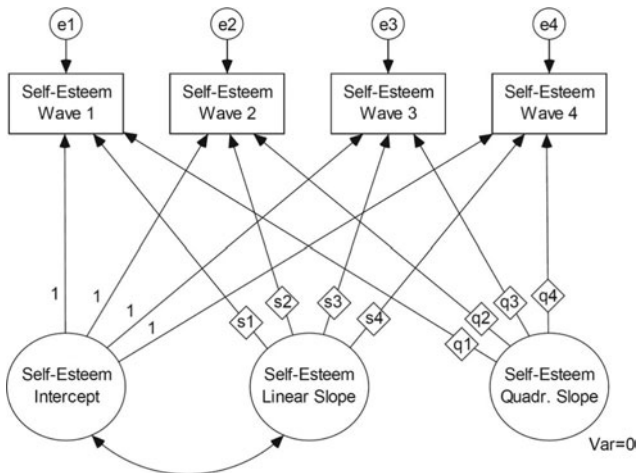 e1
e2
e3
e4
Self-Esteem
Wave 1
Self-Esteem
Wave 2
Self-Esteem
Wave 3
Self-Esteem
Wave 4
1
1
1
1
s1
s2
s3
s4
q1
q2
q3
q4
Self-Esteem
Intercept
Self-Esteem
Linear Slope
Self-Esteem
Quadr. Slope
Var=0